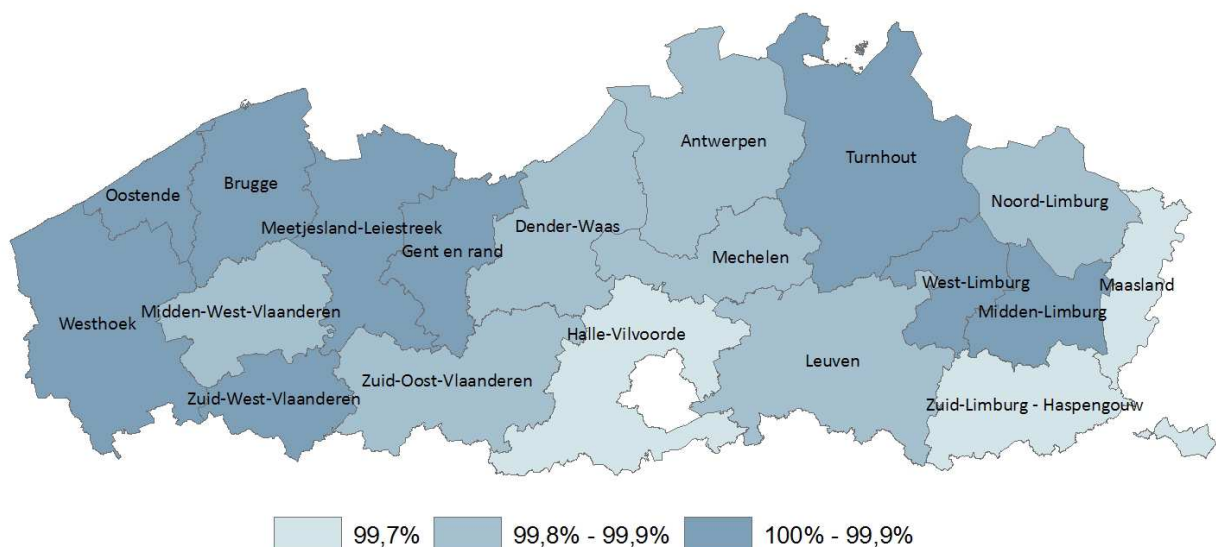 Antwerpen
Turnhout
Brugge
Oostende
Noord-Limburg
Meetjesland-Leiestreek
Dender-Waas
Gent en rand
Mechelen
West-Limburg
Maasland
Midden-West-Vlaanderen
Midden-Limburg
Westhoek
Halle-Vilvoorde
Leuven
Zuid-Oost-Vlaanderen
Zuid-West-Vlaanderen
Zuid-Limburg - Haspengouw
99,7% 99,8% - 99,9% 100% - 99,9%